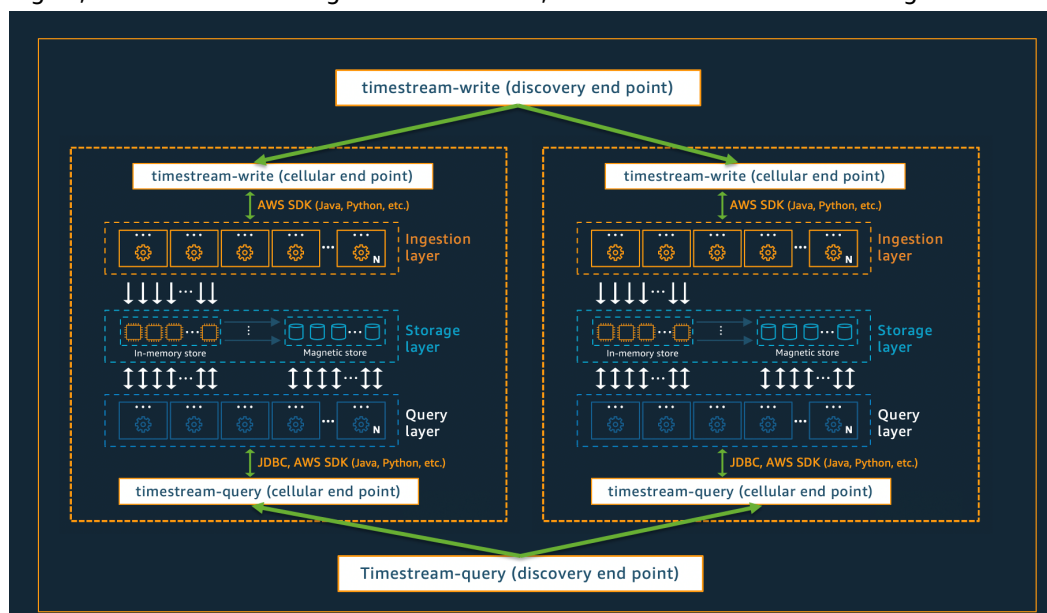 timestream-write (discovery end point)
timestream-write (cellular end point)
AWS SDK (Java, Python, etc.)
Ingestion
layer
N
Storage
layer
In-memory store
Magnetic store
Query
layer
N
JDBC, AWS SDK (Java, Python, etc.)
timestream-query (cellular end point)
timestream-write (cellular end point)
AWS SDK (Java, Python, etc.)
Ingestion
layer
N
Storage
layer
In-memory store
Magnetic store
Query
layer
N
JDBC, AWS SDK (Java, Python, etc.)
timestream-query (cellular end point)
Timestream-query (discovery end point)